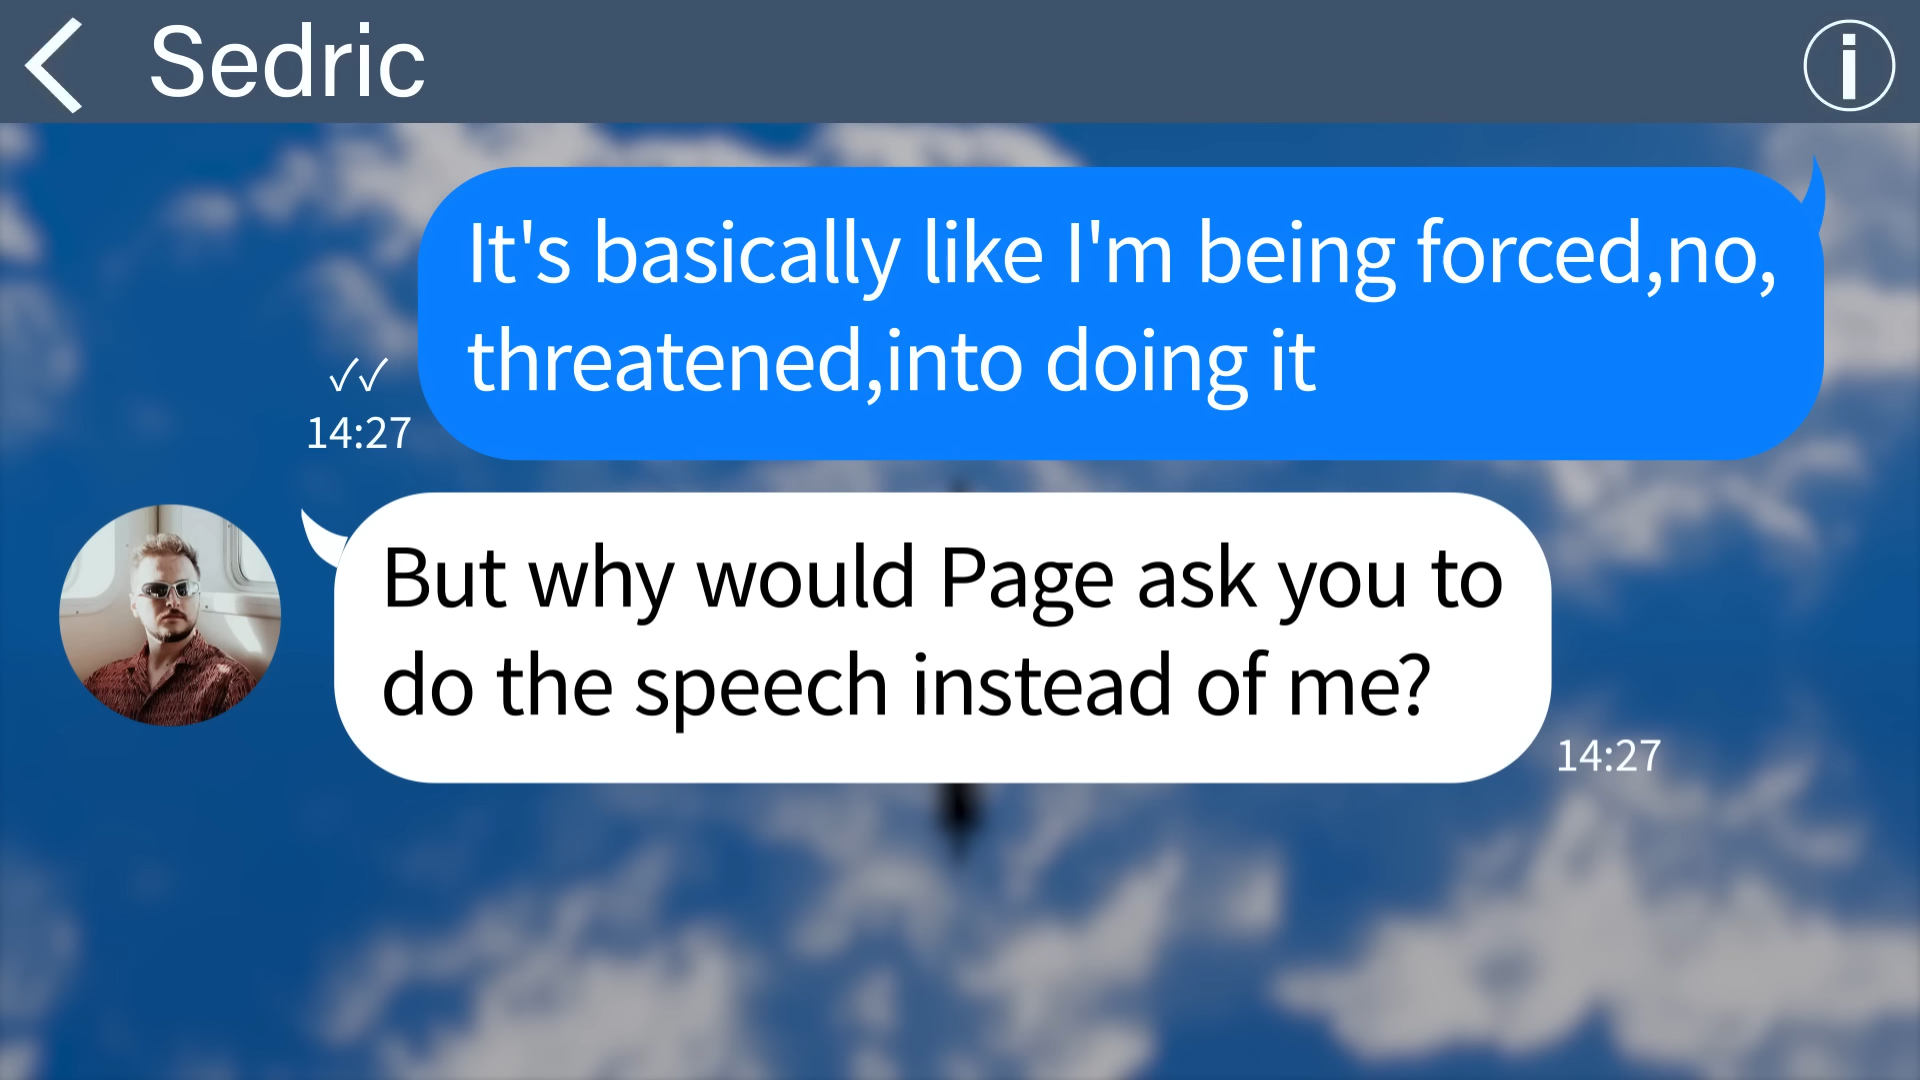 Sedric
It's basically like I'm being forced,no,
threatened,into doing it
14:27
But why would Page ask you to
do the speech instead of me?
14:27